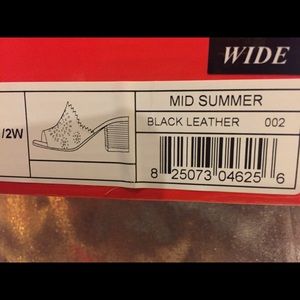 WIDE
/2W
MID SUMMER
BLACK LEATHER 002
8 25073 04625 6